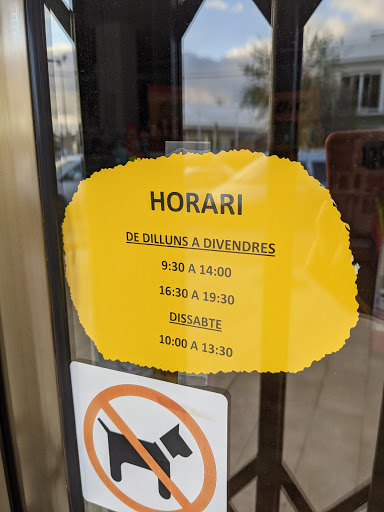 HORARI
DE DILLUNS A DIVENDRES
9:30 A 14:00
16:30 A 19:30
DISSABTE
10:00 A 13:30